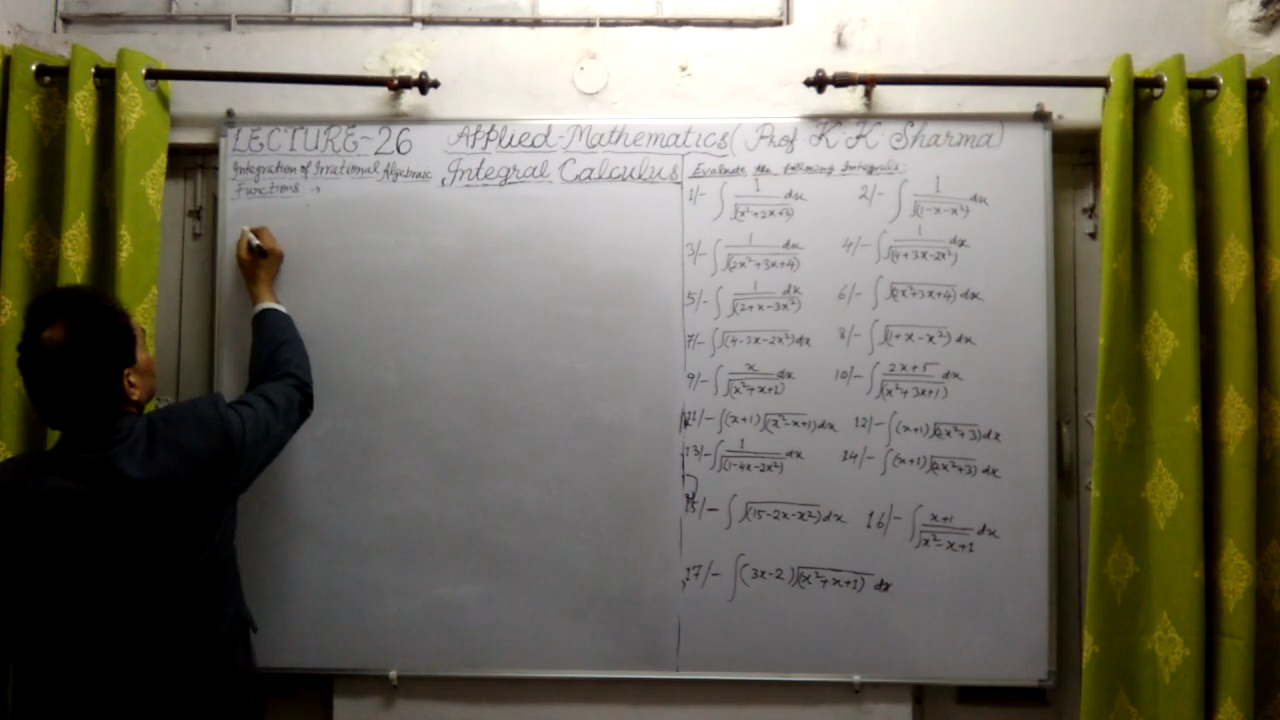 LECTURE-26 Applied-Mathematics( Prof K.K. Sharma)
Integration of Irrational Algebraic
Functions →
Integral Calculus
Evaluate the following Integrals:
1/- ∫ 1/√(x²+2x+3) dx 2/- ∫ 1/√(1-x-x²) dx
3/- ∫ 1/√(2x²+3x+4) dx 4/- ∫ 1/√(4+3x-2x²) dx
5/- ∫ 1/√(2+x-3x²) dx 6/- ∫ √(2x²+3x+4) dx
7/- ∫ √(4-3x-2x²) dx 8/- ∫ √(1+x-x²) dx
9/- ∫ x/√(x²+x+1) dx 10/- ∫ 2x+5/√(x²+3x+1) dx
11/- ∫ (x+1)√(x²-x+1) dx 12/- ∫ (x+1)√(2x²+3) dx
13/- ∫ 1/√(1-4x-2x²) dx 14/- ∫ (x+1)√(2x²+3) dx
15/- ∫ √(15-2x-x²) dx 16/- ∫ x+1/√x²-x+1 dx
17/- ∫ (3x-2)√(x²+x+1) dx